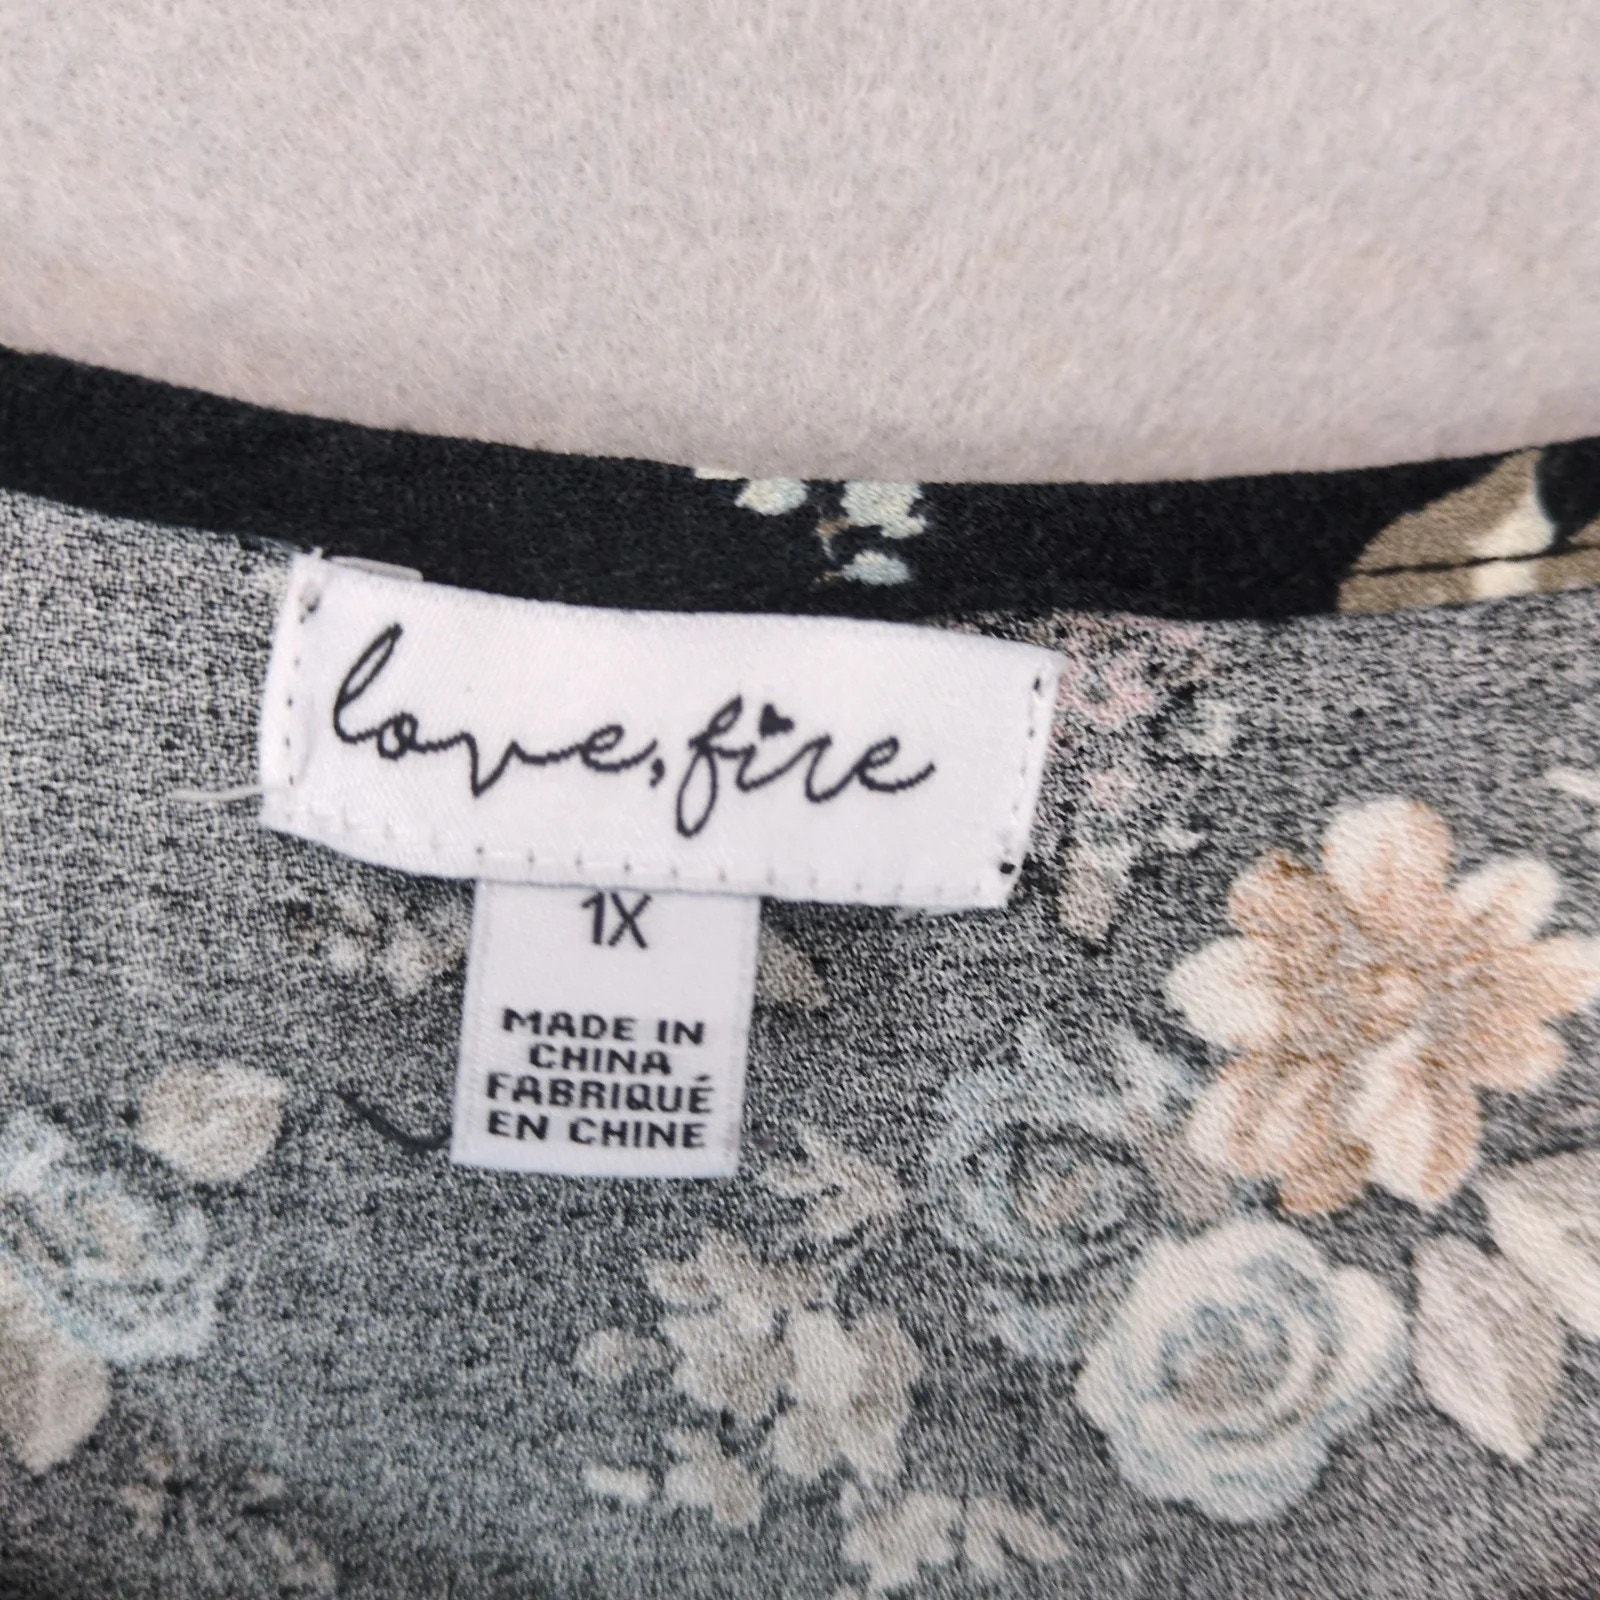 love, fire
1X
MADE IN
CHINA
FABRIQUÉ
EN CHINE